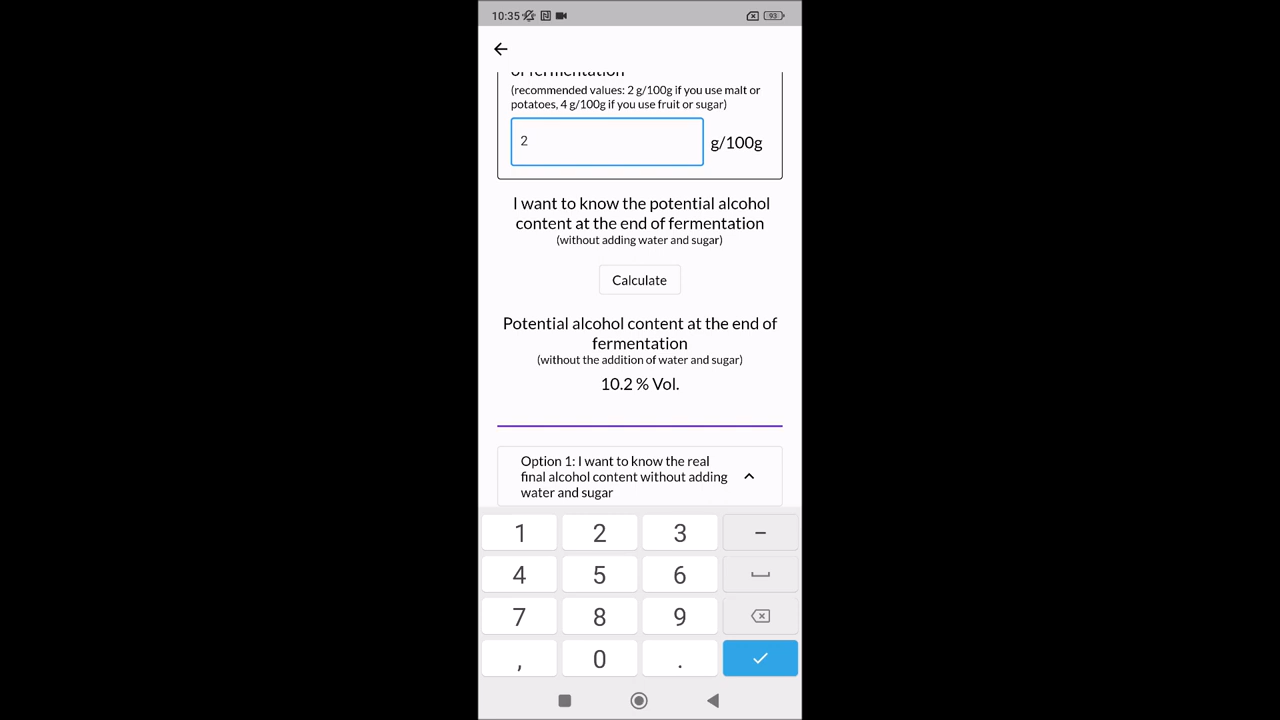 10:35
93
of fermentation
(recommended values: 2 g/100g if you use malt or
potatoes, 4 g/100g if you use fruit or sugar)
2
g/100g
I want to know the potential alcohol
content at the end of fermentation
(without adding water and sugar)
Calculate
Potential alcohol content at the end of
fermentation
(without the addition of water and sugar)
10.2 % Vol.
Option 1: I want to know the real
final alcohol content without adding
water and sugar
1 2 3 −
4 5 6
7 8 9
, 0 .